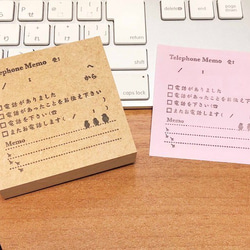 Telephone Memo
/ :
へ
から
□電話がありました
□電話があったことをお伝え下さい
□電話を下さい
□またお電話します
Memo
Telephone Memo
/ :
□電話がありました
□電話があったことをお伝え下さい
□電話を下さい
□またお電話します
Memo
caps lock